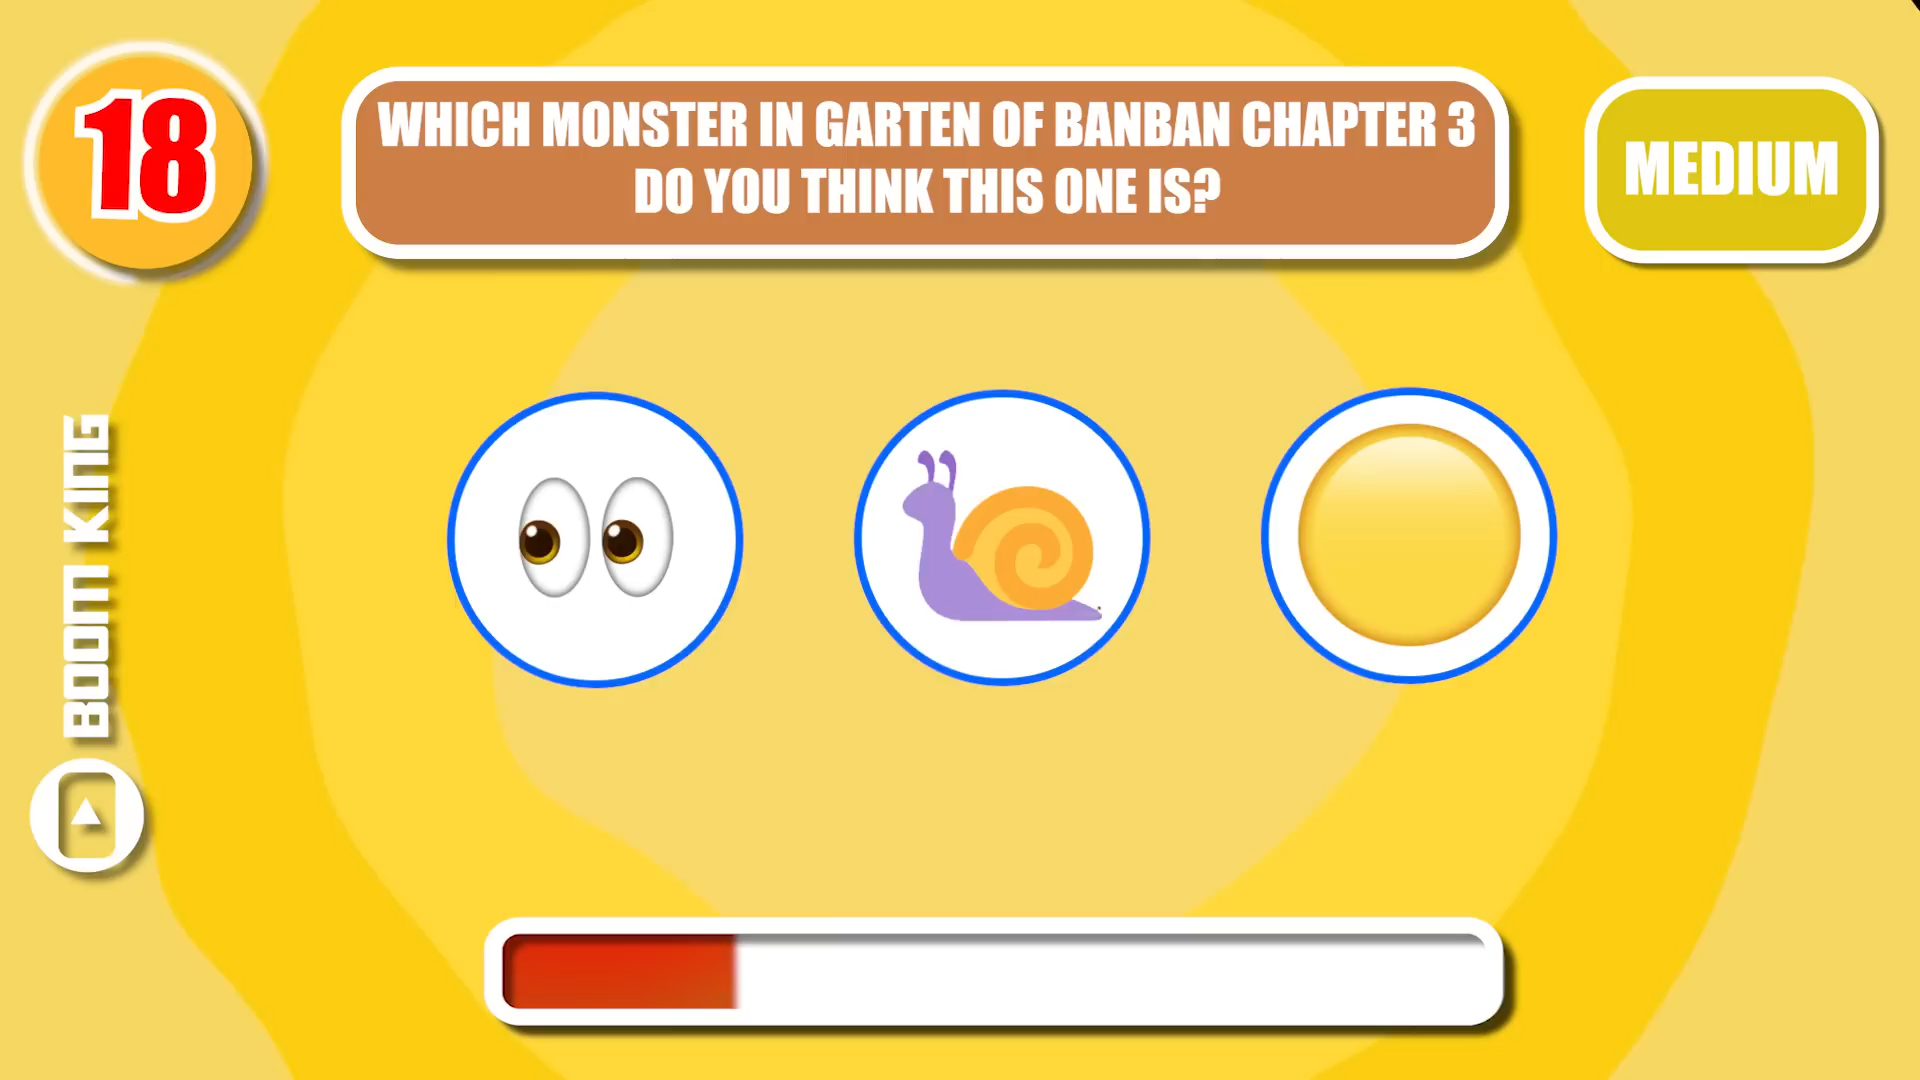 18
WHICH MONSTER IN GARTEN OF BANBAN CHAPTER 3
DO YOU THINK THIS ONE IS?
MEDIUM
BOOM KING